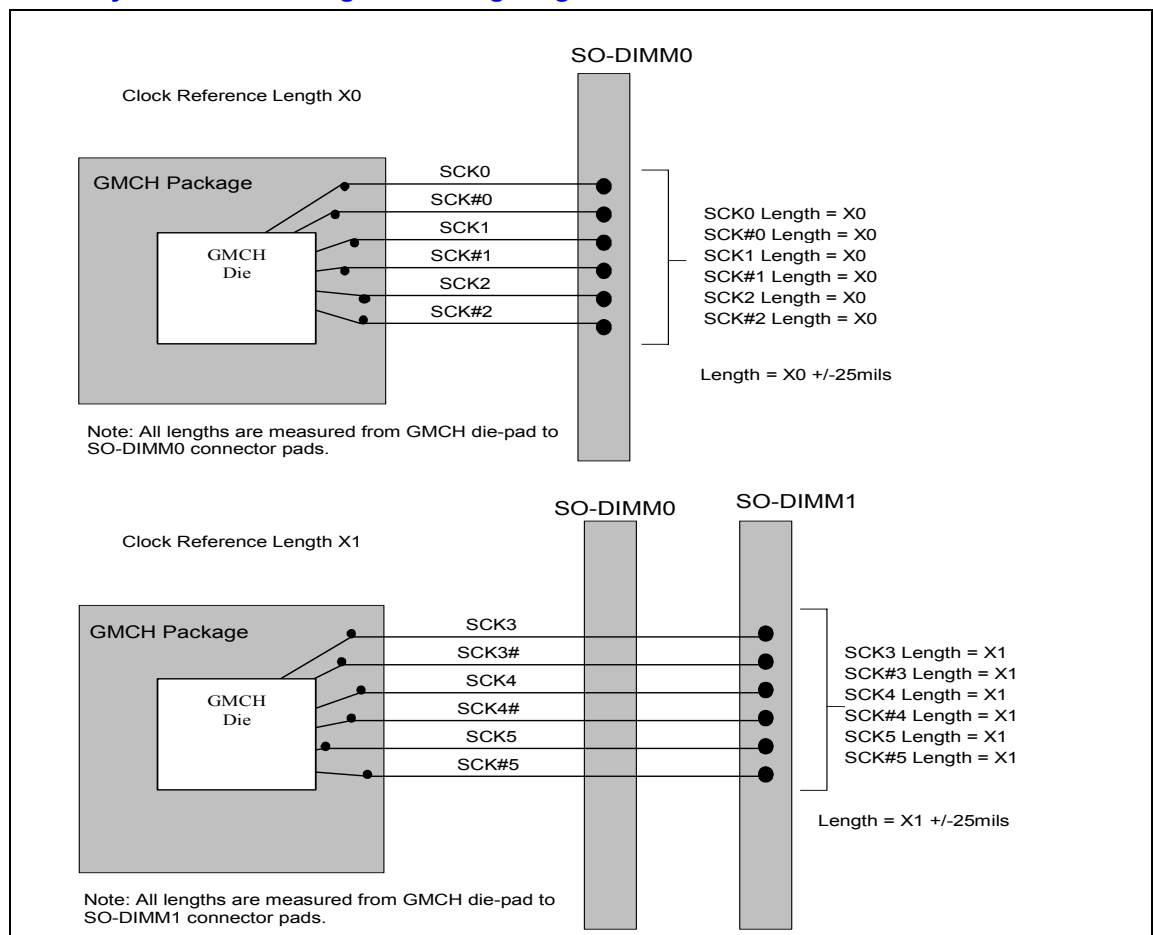 SO-DIMM0
Clock Reference Length X0
GMCH Package
GMCH
Die
SCK0
SCK#0
SCK1
SCK#1
SCK2
SCK#2
SCK0 Length = X0
SCK#0 Length = X0
SCK1 Length = X0
SCK#1 Length = X0
SCK2 Length = X0
SCK#2 Length = X0
Length = X0 +/-25mils
Note: All lengths are measured from GMCH die-pad to
SO-DIMM0 connector pads.
SO-DIMM0
SO-DIMM1
Clock Reference Length X1
GMCH Package
GMCH
Die
SCK3
SCK3#
SCK4
SCK4#
SCK5
SCK#5
SCK3 Length = X1
SCK#3 Length = X1
SCK4 Length = X1
SCK#4 Length = X1
SCK5 Length = X1
SCK#5 Length = X1
Length = X1 +/-25mils
Note: All lengths are measured from GMCH die-pad to
SO-DIMM1 connector pads.